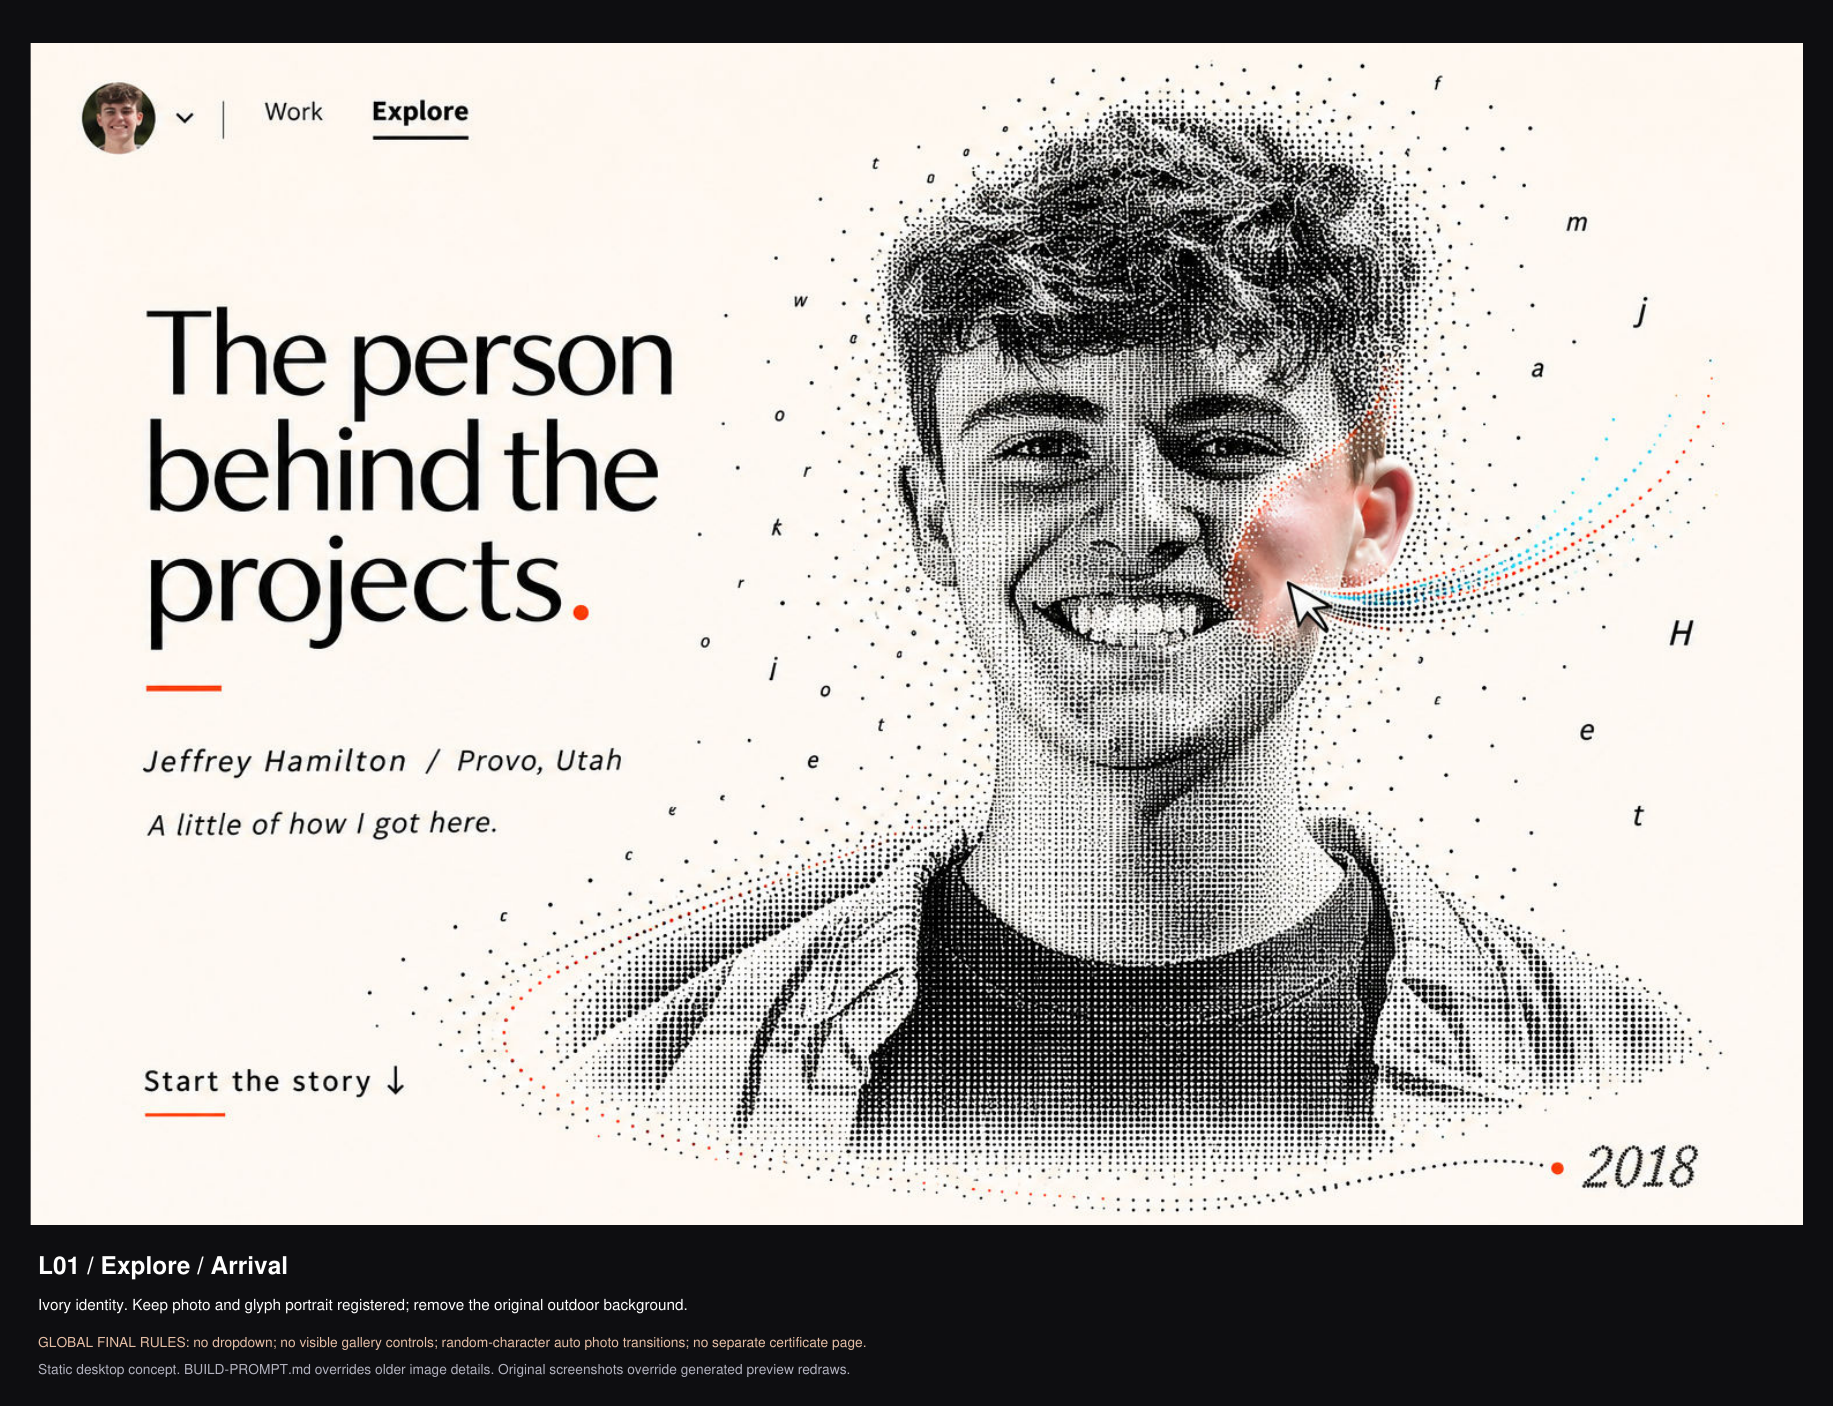 Work Explore
The person
behind the
projects.
Jeffrey Hamilton / Provo, Utah
A little of how I got here.
Start the story ↓
2018
f
t
o
a
o
m
w
a
j
a
o
r
k
r
o
j
o
t
e
e
c
c
H
e
t
L01 / Explore / Arrival
Ivory identity. Keep photo and glyph portrait registered; remove the original outdoor background.
GLOBAL FINAL RULES: no dropdown; no visible gallery controls; random-character auto photo transitions; no separate certificate page.
Static desktop concept. BUILD-PROMPT.md overrides older image details. Original screenshots override generated preview redraws.